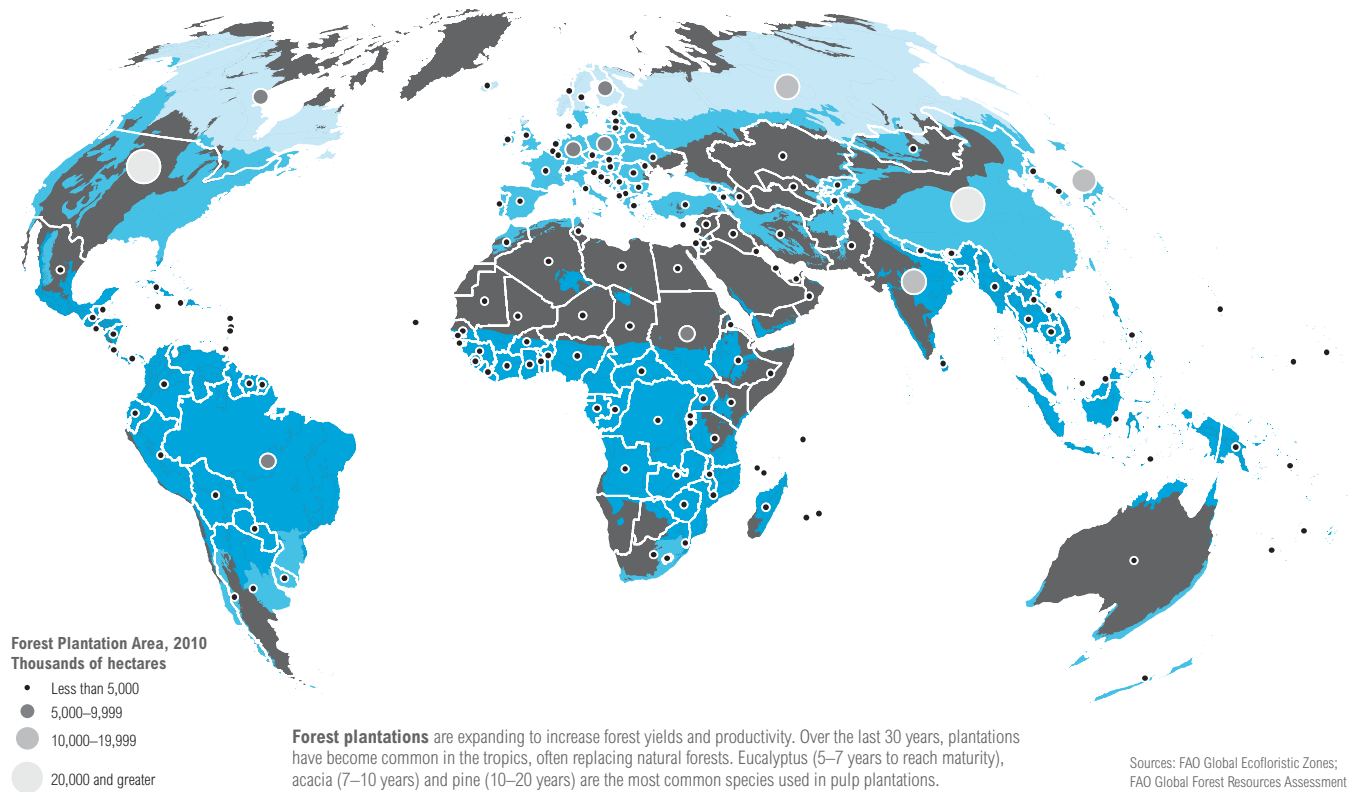 Forest Plantation Area, 2010
Thousands of hectares
Less than 5,000
5,000–9,999
10,000–19,999
20,000 and greater
Forest plantations are expanding to increase forest yields and productivity. Over the last 30 years, plantations
have become common in the tropics, often replacing natural forests. Eucalyptus (5–7 years to reach maturity),
acacia (7–10 years) and pine (10–20 years) are the most common species used in pulp plantations.
Sources: FAO Global Ecofloristic Zones;
FAO Global Forest Resources Assessment